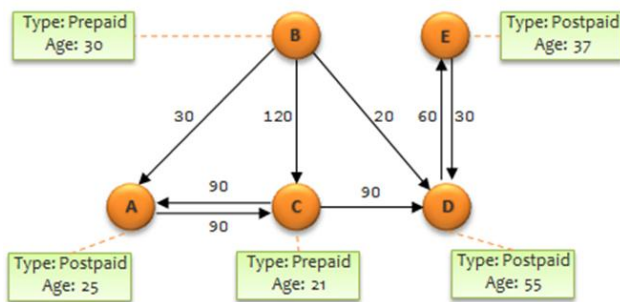 Type: Prepaid
Age: 30
B
E
Type: Postpaid
Age: 37
30
120
20
60
30
90
90
90
A
C
D
Type: Postpaid
Age: 25
Type: Prepaid
Age: 21
Type: Postpaid
Age: 55